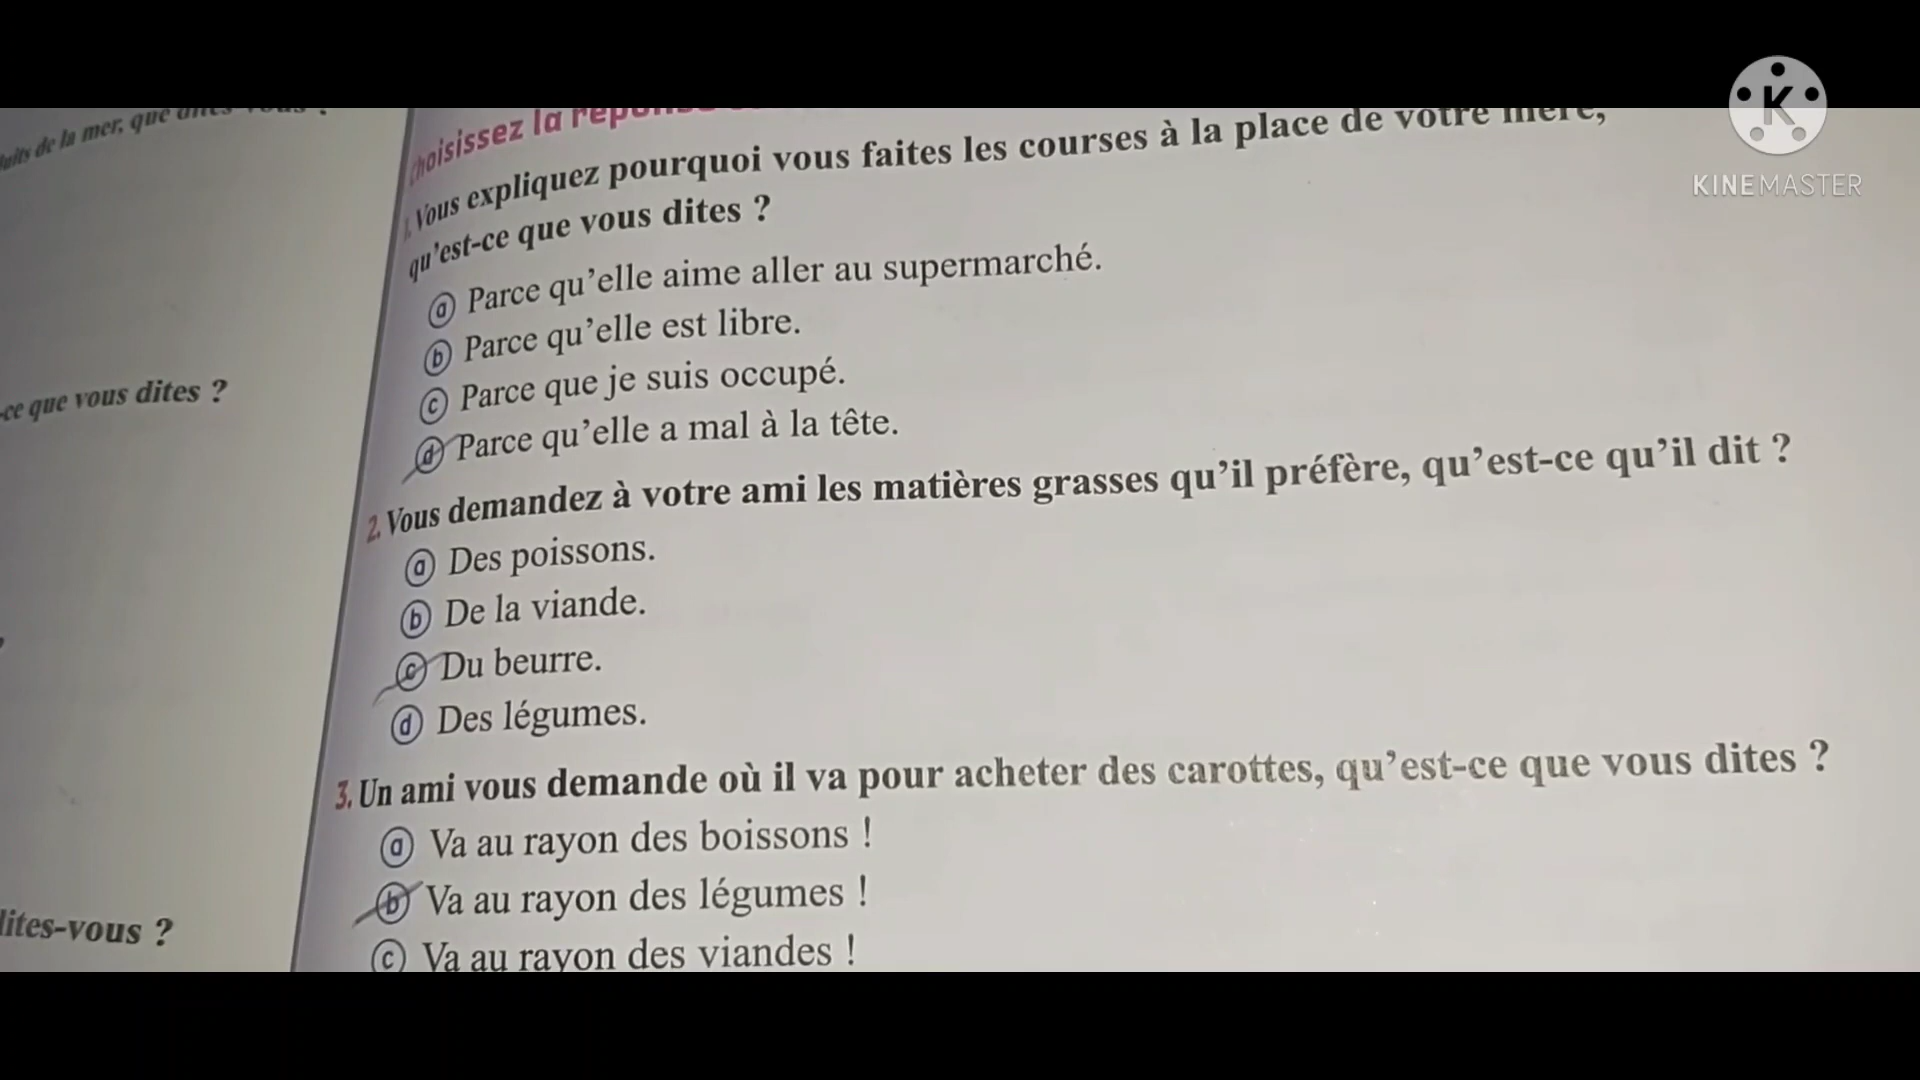 de la mer, que dites-vous ?
-ce que vous dites ?
dites-vous ?
Choisissez la
1. Vous expliquez pourquoi vous faites les courses à la place de votre mère,
qu'est-ce que vous dites ?
a Parce qu'elle aime aller au supermarché.
b Parce qu'elle est libre.
c Parce que je suis occupé.
d Parce qu'elle a mal à la tête.
2. Vous demandez à votre ami les matières grasses qu'il préfère, qu'est-ce qu'il dit ?
a Des poissons.
b De la viande.
c Du beurre.
d Des légumes.
3. Un ami vous demande où il va pour acheter des carottes, qu'est-ce que vous dites ?
a Va au rayon des boissons !
b Va au rayon des légumes !
c Va au rayon des viandes !
K
KINEMASTER